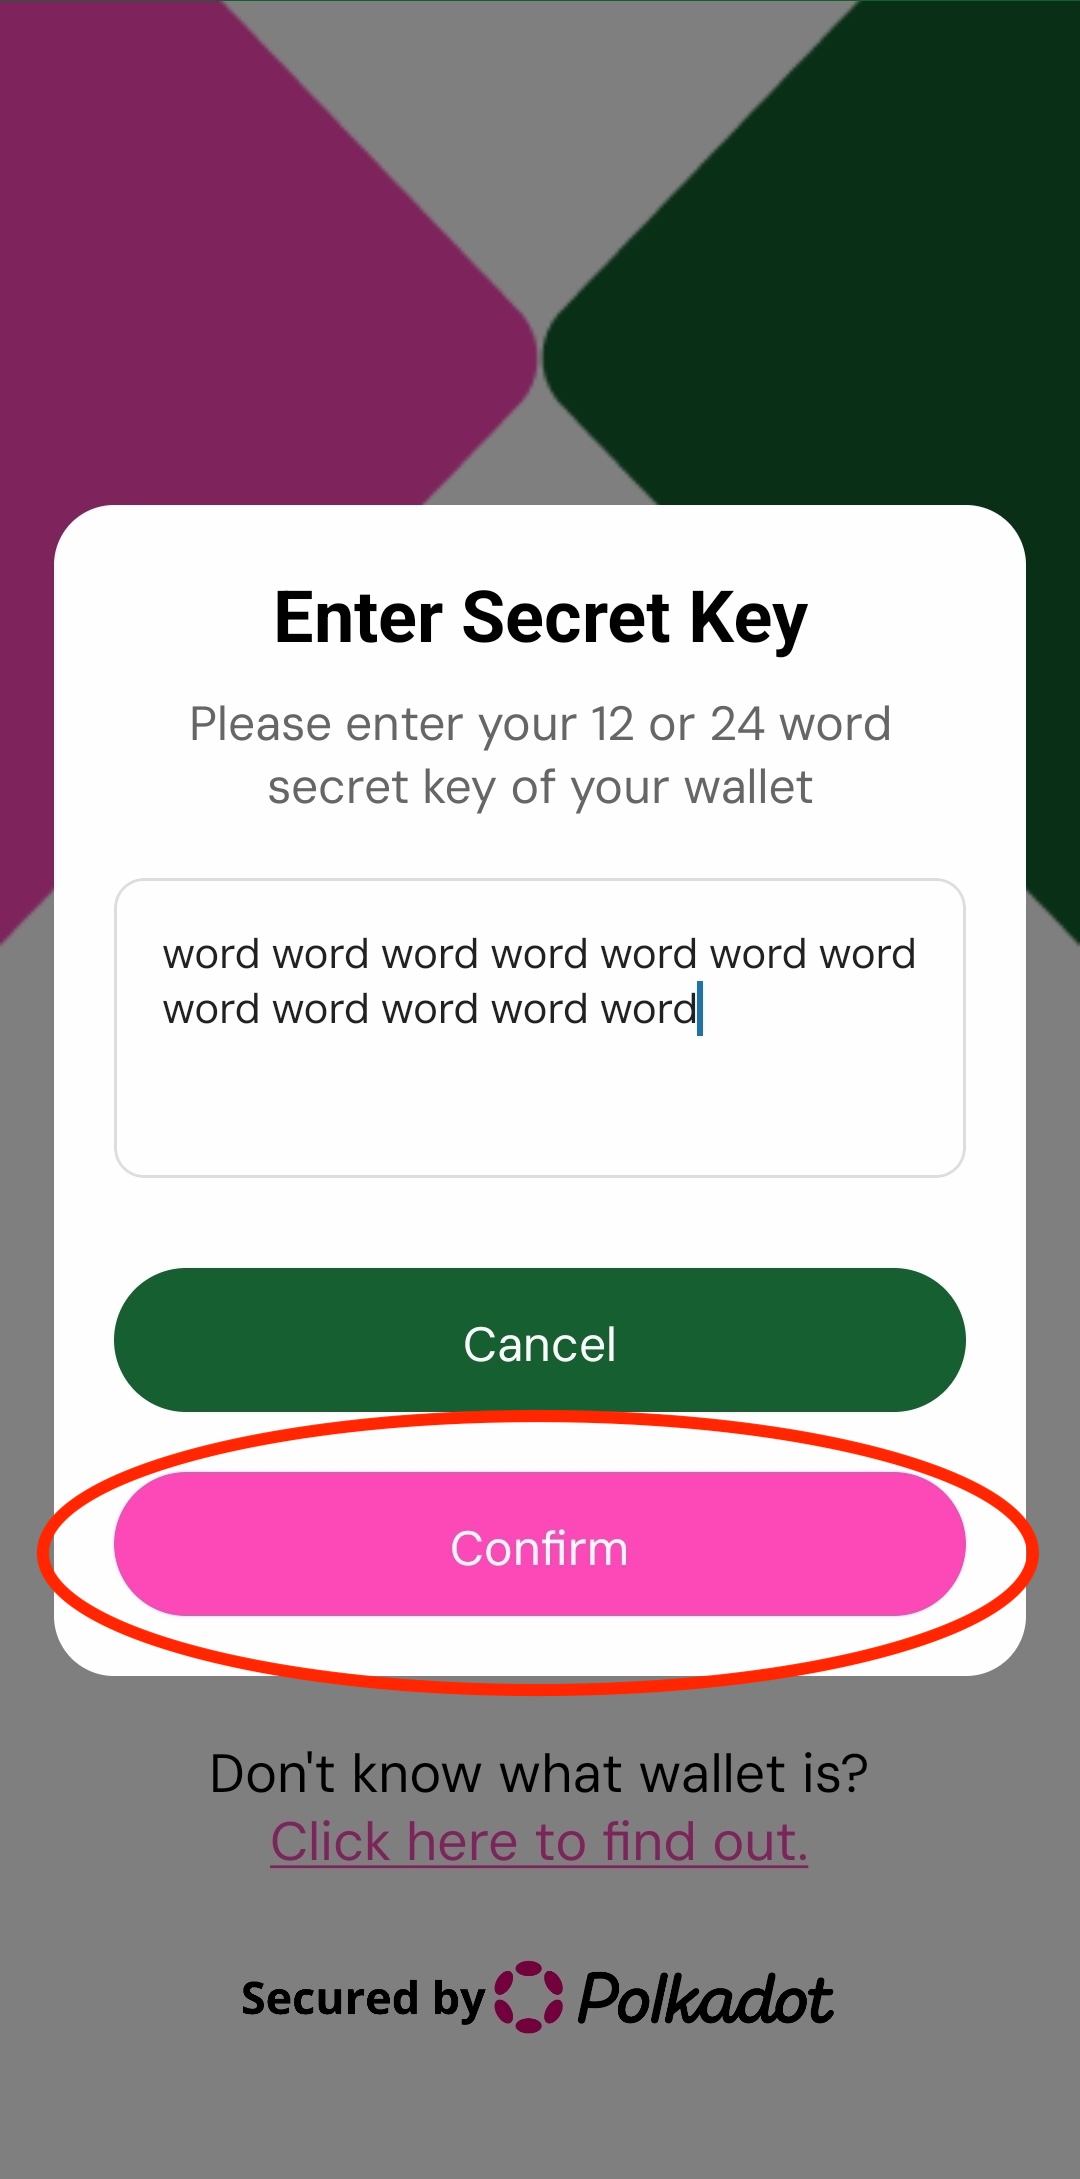 Enter Secret Key
Please enter your 12 or 24 word
secret key of your wallet
word word word word word word word
word word word word word
Cancel
Confirm
Don't know what wallet is?
Click here to find out.
Secured by Polkadot